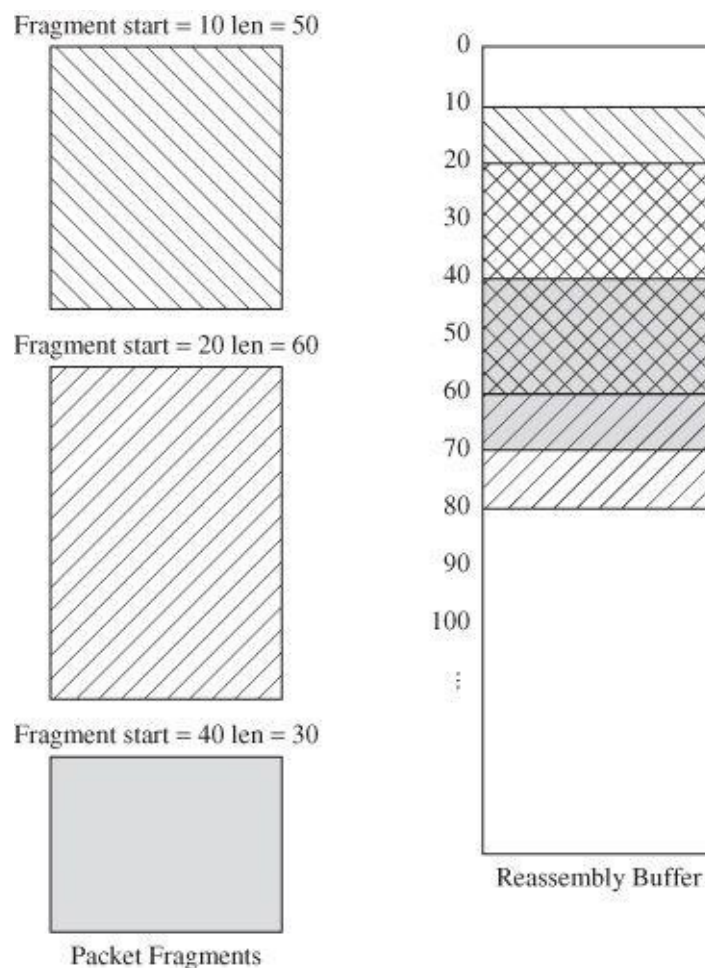 Fragment start = 10 len = 50
Fragment start = 20 len = 60
Fragment start = 40 len = 30
Packet Fragments
0
10
20
30
40
50
60
70
80
90
100
⋮
Reassembly Buffer